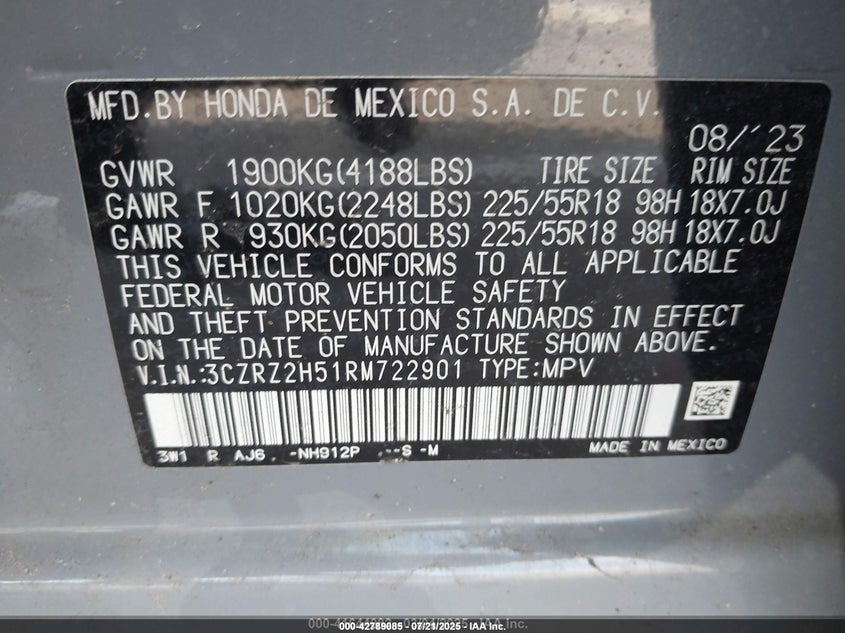 MFD.BY HONDA DE MEXICO S.A. DE C.V.
08/'23
GVWR 1900KG(4188LBS) TIRE SIZE RIM SIZE
GAWR F 1020KG(2248LBS) 225/55R18 98H 18X7.0J
GAWR R 930KG(2050LBS) 225/55R18 98H 18X7.0J
THIS VEHICLE CONFORMS TO ALL APPLICABLE
FEDERAL MOTOR VEHICLE SAFETY
AND THEFT PREVENTION STANDARDS IN EFFECT
ON THE DATE OF MANUFACTURE SHOWN ABOVE.
V.I.N.:3CZRZ2H51RM722901 TYPE:MPV
3W1 R AJ6 -NH912P --S -M MADE IN MEXICO
42789085 - 07/21/2025 - IAA Inc.